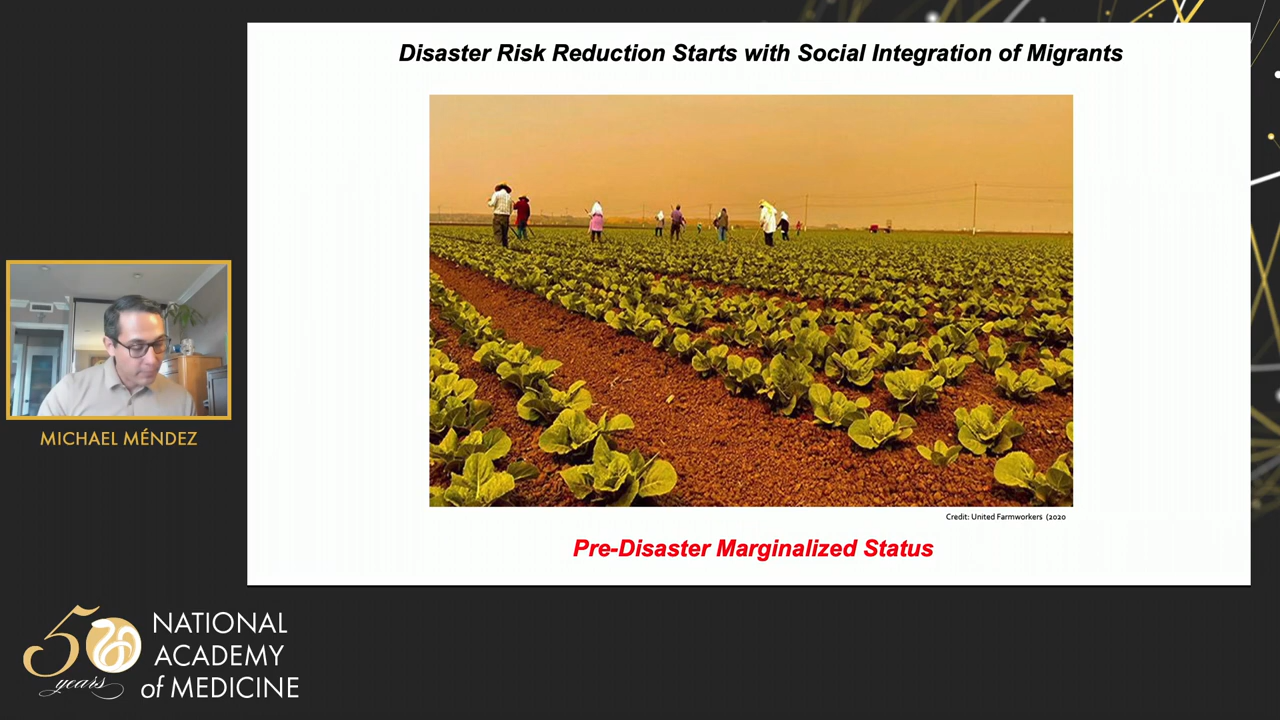 Disaster Risk Reduction Starts with Social Integration of Migrants
Credit: United Farmworkers (2020
Pre-Disaster Marginalized Status
MICHAEL MÉNDEZ
50
years
NATIONAL
ACADEMY
of MEDICINE